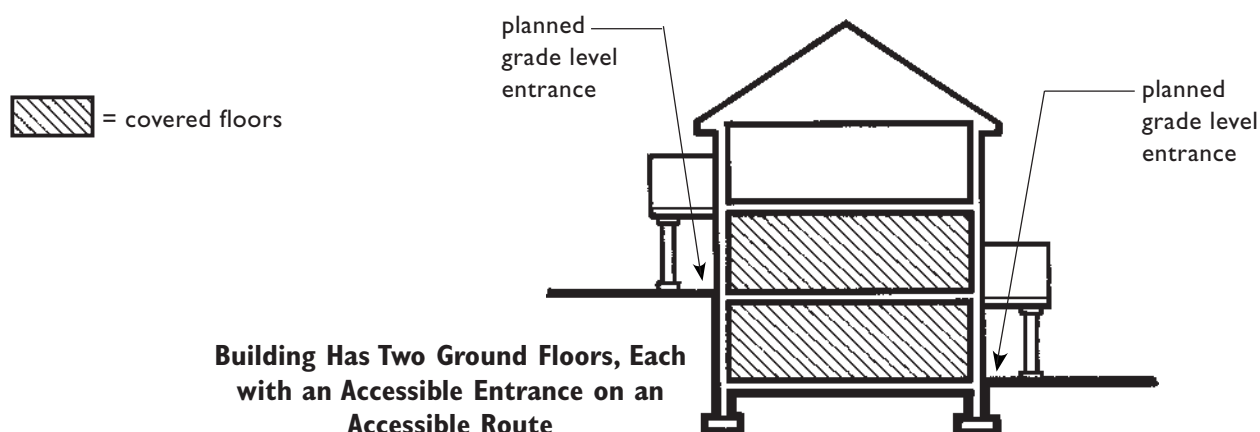 planned
grade level
entrance
= covered floors
planned
grade level
entrance
Building Has Two Ground Floors, Each
with an Accessible Entrance on an
Accessible Route